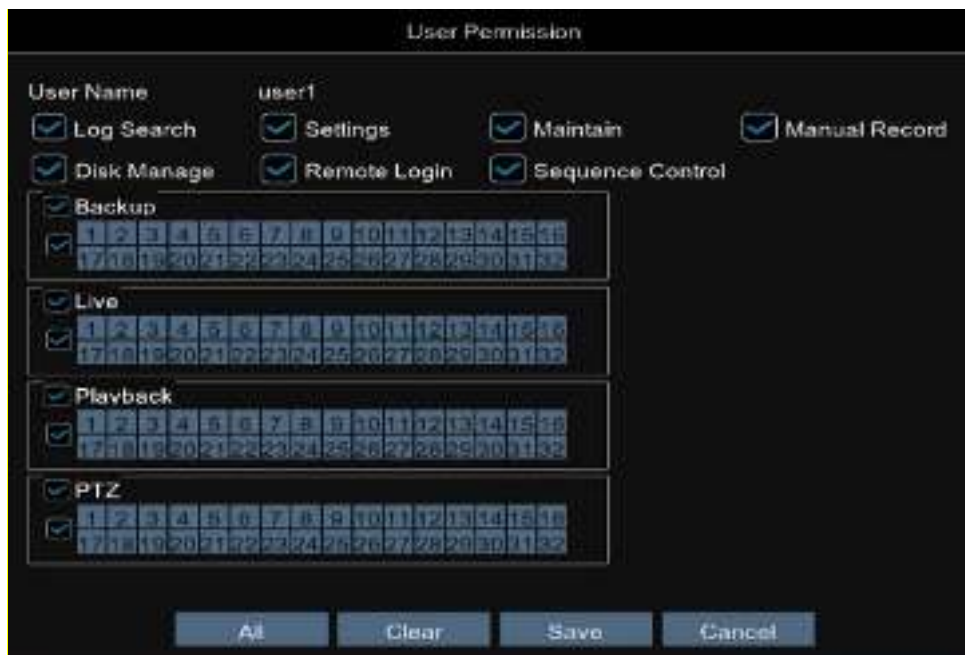 User Permission
User Name user1
Log Search Settings Maintain Manual Record
Disk Manage Remote Login Sequence Control
Backup
1 2 3 4 5 6 7 8 9 10 11 12 13 14 15 16
17 18 19 20 21 22 23 24 25 26 27 28 29 30 31 32
Live
1 2 3 4 5 6 7 8 9 10 11 12 13 14 15 16
17 18 19 20 21 22 23 24 25 26 27 28 29 30 31 32
Playback
1 2 3 4 5 6 7 8 9 10 11 12 13 14 15 16
17 18 19 20 21 22 23 24 25 26 27 28 29 30 31 32
PTZ
1 2 3 4 5 6 7 8 9 10 11 12 13 14 15 16
17 18 19 20 21 22 23 24 25 26 27 28 29 30 31 32
All Clear Save Cancel